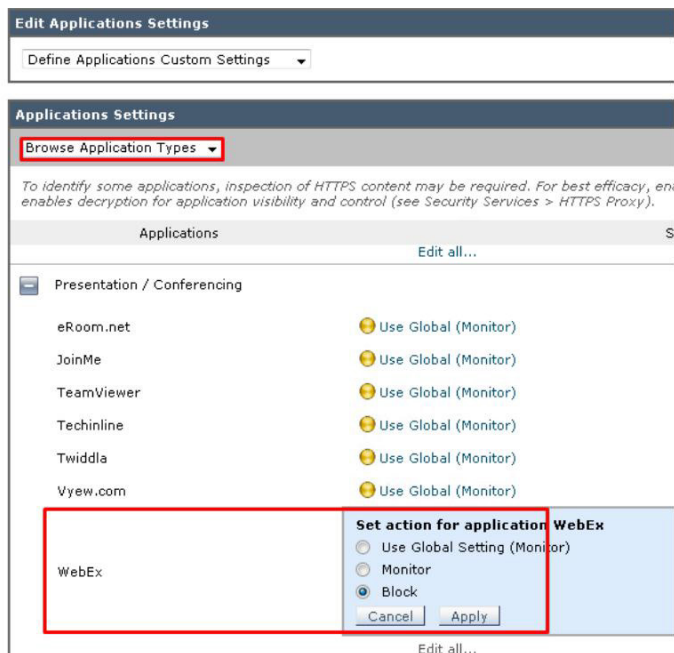 Edit Applications Settings
Define Applications Custom Settings
Applications Settings
Browse Application Types
To identify some applications, inspection of HTTPS content may be required. For best efficacy,
enables decryption for application visibility and control (see Security Services > HTTPS Proxy).
Applications
Edit all...
Presentation / Conferencing
eRoom.net Use Global (Monitor)
JoinMe Use Global (Monitor)
TeamViewer Use Global (Monitor)
Techinline Use Global (Monitor)
Twiddla Use Global (Monitor)
Vyew.com Use Global (Monitor)
Set action for application WebEx
Use Global Setting (Monitor)
WebEx Monitor
Block
Cancel Apply
Edit all...